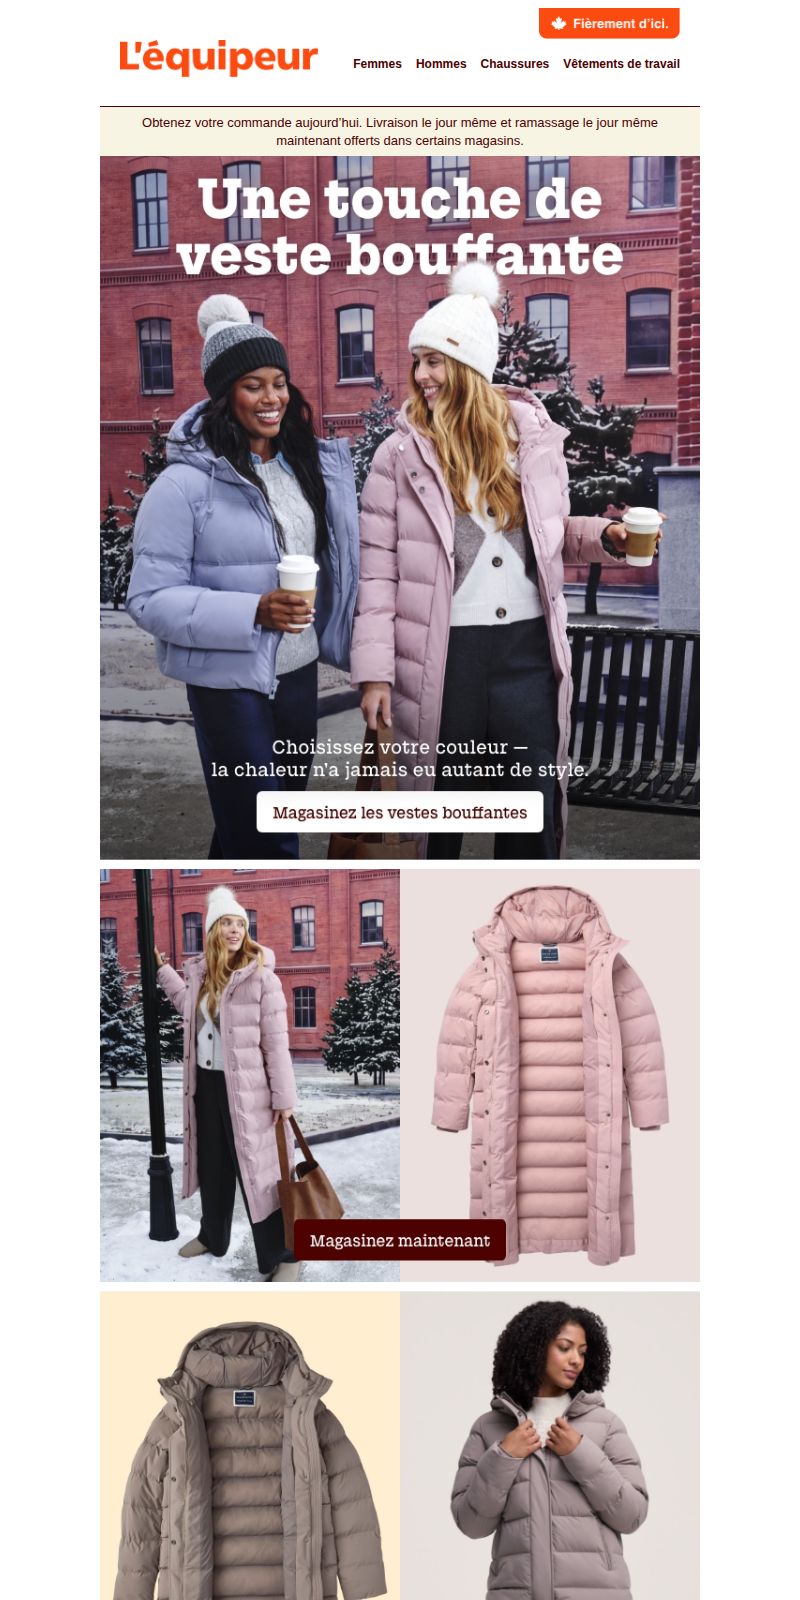 Fièrement d’ici.
L'équipeur
Femmes Hommes Chaussures Vêtements de travail
Obtenez votre commande aujourd’hui. Livraison le jour même et ramassage le jour même
maintenant offerts dans certains magasins.
Une touche de
veste bouffante
Choisissez votre couleur —
la chaleur n’a jamais eu autant de style.
Magasinez les vestes bouffantes
Magasinez maintenant